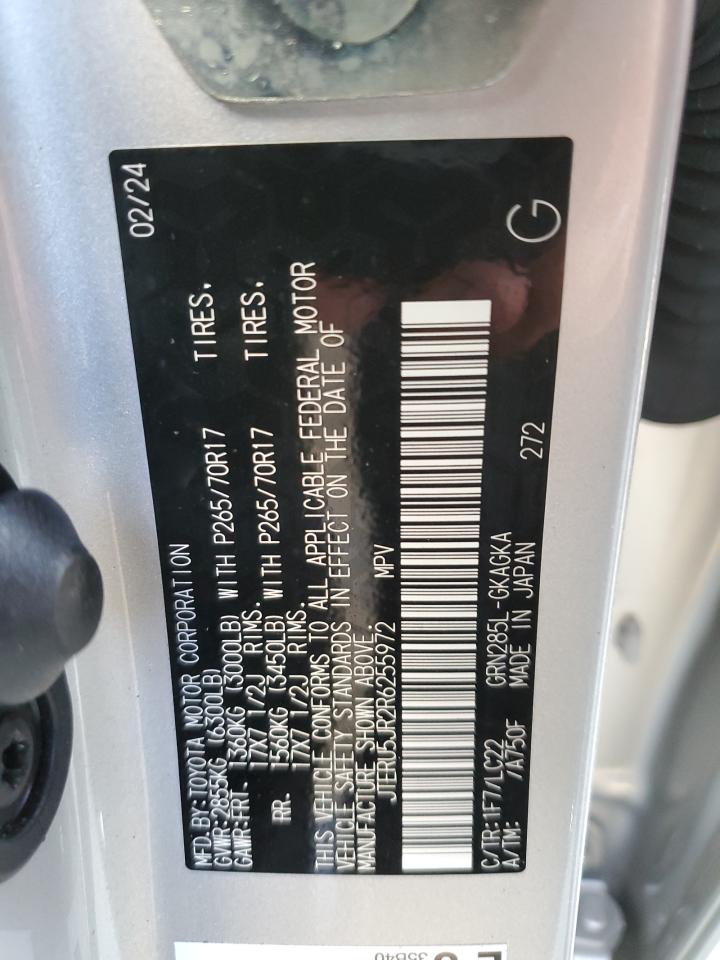 MFD.BY:TOYOTA MOTOR CORPORATION 02/24
GVWR:2855KG (6300LB)
GAWR:FRT- 1360KG (3000LB) WITH P265/70R17 TIRES.
17X7 1/2J RIMS.
RR. 1560KG (3450LB) WITH P265/70R17 TIRES.
17X7 1/2J RIMS.
THIS VEHICLE CONFORMS TO ALL APPLICABLE FEDERAL MOTOR
VEHICLE SAFETY STANDARDS IN EFFECT ON THE DATE OF
MANUFACTURE SHOWN ABOVE.
JTERU5JR2R6255972 MPV
C/TR:1F7/LC22 GRN285L-GKAGKA 272 G
A/TM: /A750F MADE IN JAPAN
35B40